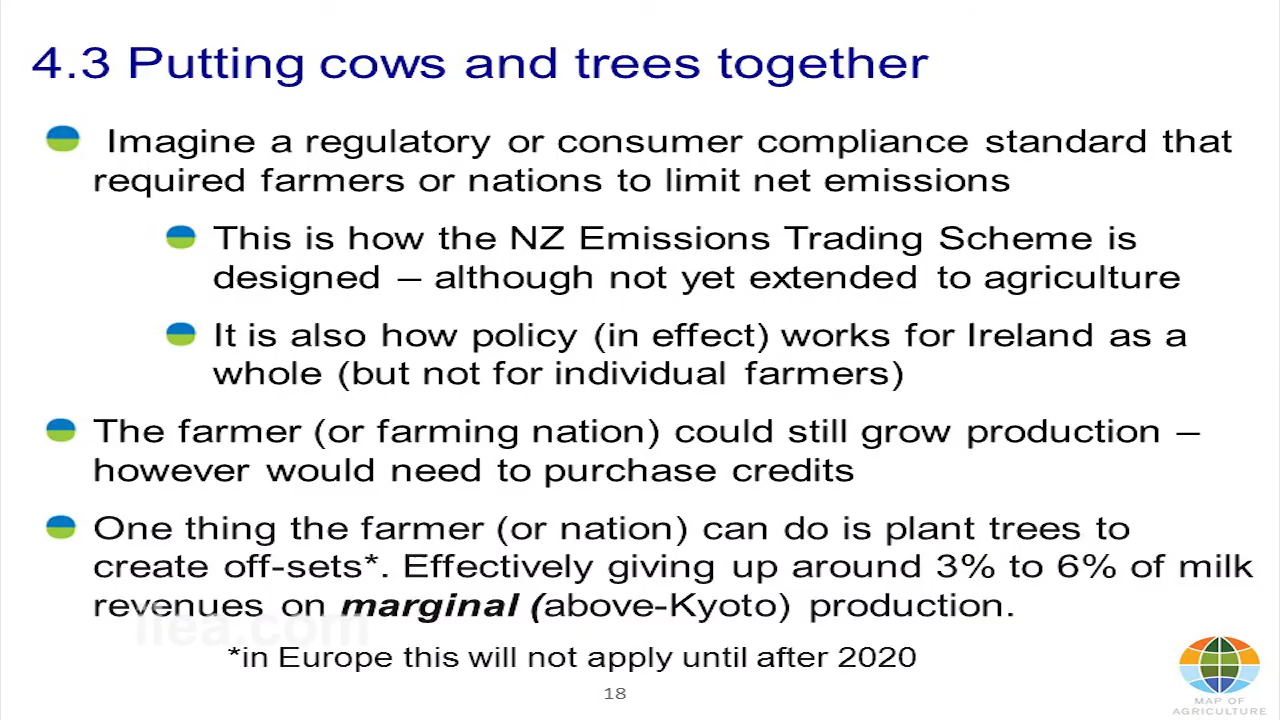 4.3 Putting cows and trees together
Imagine a regulatory or consumer compliance standard that
required farmers or nations to limit net emissions
This is how the NZ Emissions Trading Scheme is
designed – although not yet extended to agriculture
It is also how policy (in effect) works for Ireland as a
whole (but not for individual farmers)
The farmer (or farming nation) could still grow production –
however would need to purchase credits
One thing the farmer (or nation) can do is plant trees to
create off-sets*. Effectively giving up around 3% to 6% of milk
revenues on marginal (above-Kyoto) production.
iiea.com
*in Europe this will not apply until after 2020
18
MAP OF
AGRICULTURE